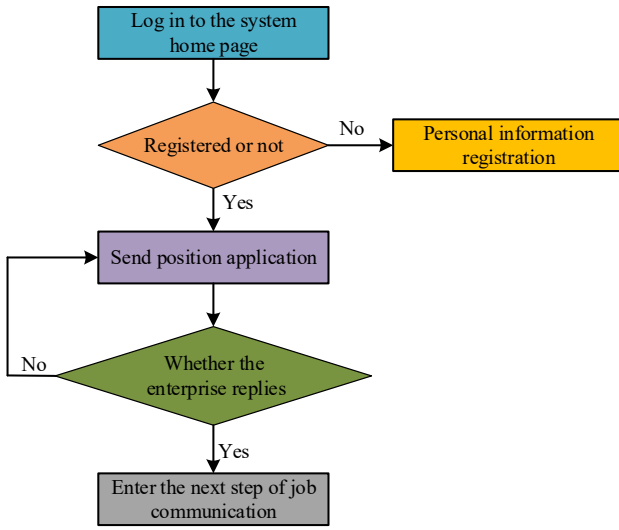 Log in to the system
home page
Registered or not
No
Personal information
registration
Yes
Send position application
No
Whether the
enterprise replies
Yes
Enter the next step of job
communication